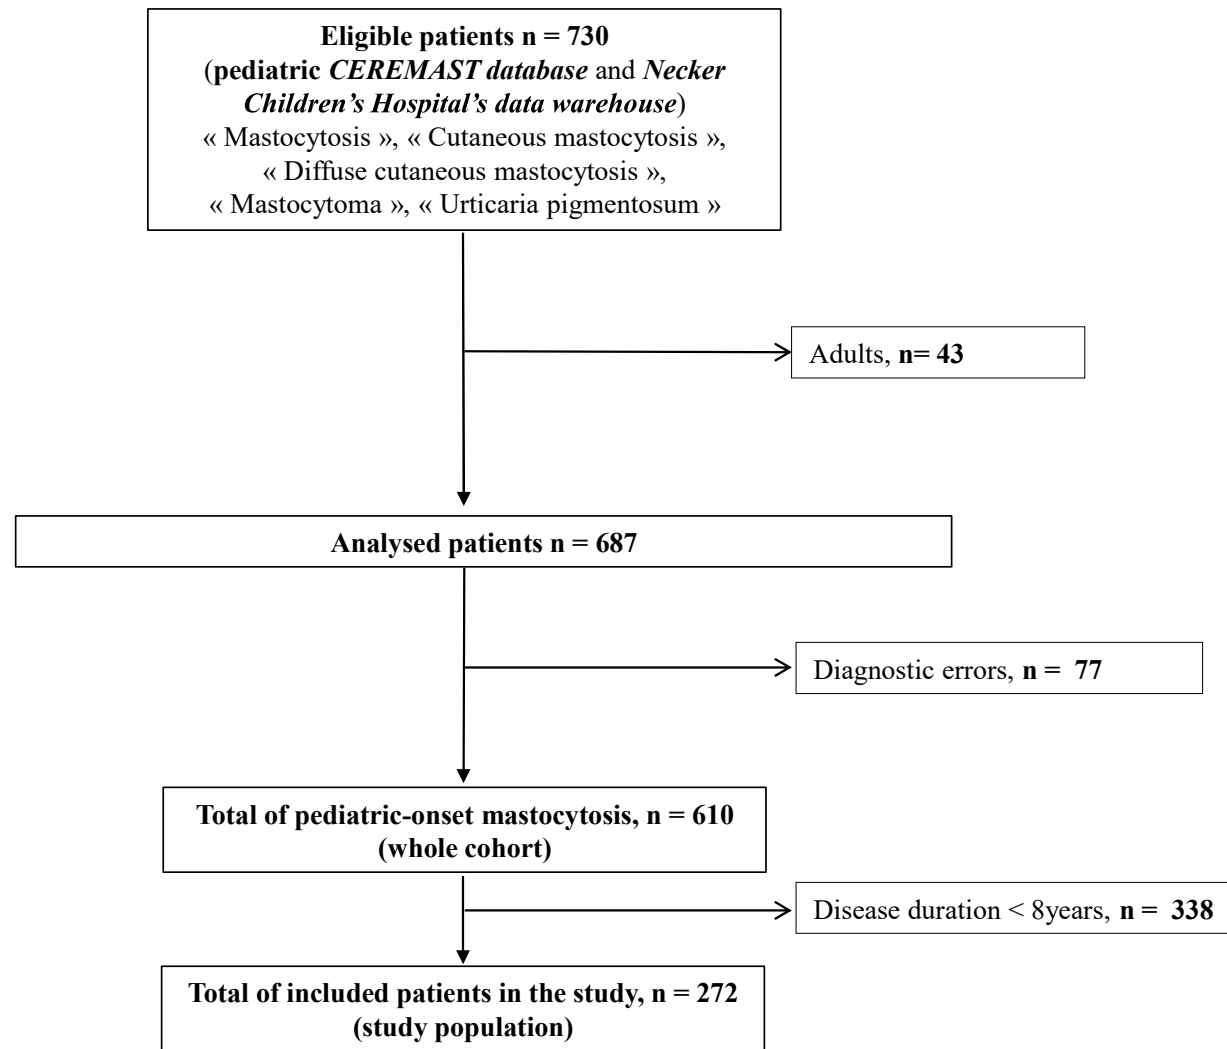 Eligible patients n = 730
(pediatric CEREMAST database and Necker
Children’s Hospital’s data warehouse)
« Mastocytosis », « Cutaneous mastocytosis »,
« Diffuse cutaneous mastocytosis »,
« Mastocytoma », « Urticaria pigmentosum »
Adults, n= 43
Analysed patients n = 687
Diagnostic errors, n =  77
Total of pediatric-onset mastocytosis, n = 610
(whole cohort)
Disease duration < 8years, n =  338
Total of included patients in the study, n = 272
(study population)